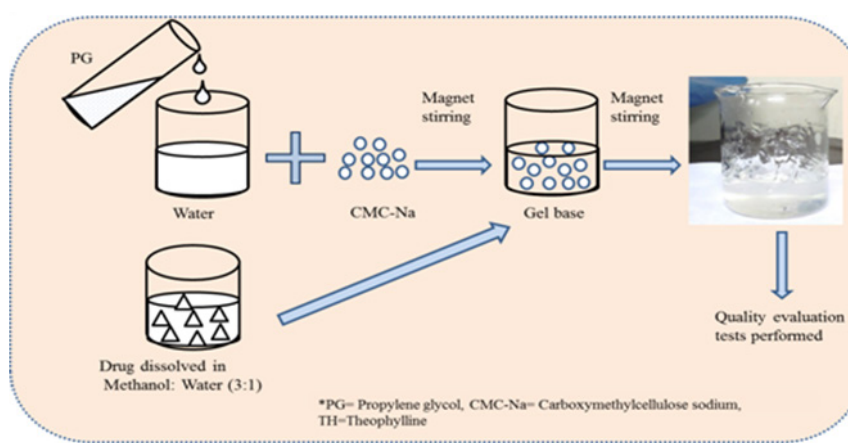 PG
Water
CMC-Na
Magnet
stirring
Gel base
Magnet
stirring
Drug dissolved in
Methanol: Water (3:1)
Quality evaluation
tests performed
*PG= Propylene glycol, CMC-Na= Carboxymethylcellulose sodium,
TH=Theophylline